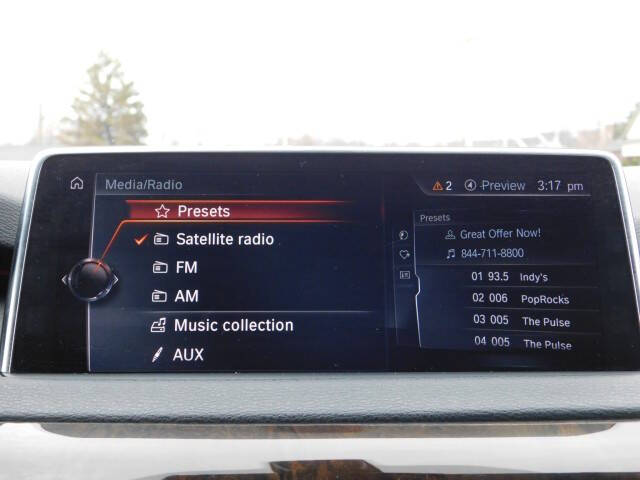 Media/Radio
2 Preview 3:17 pm
Presets
Satellite radio
FM
AM
Music collection
AUX
Presets
Great Offer Now!
844-711-8800
01 93.5 Indy's
02 006 PopRocks
03 005 The Pulse
04 005 The Pulse